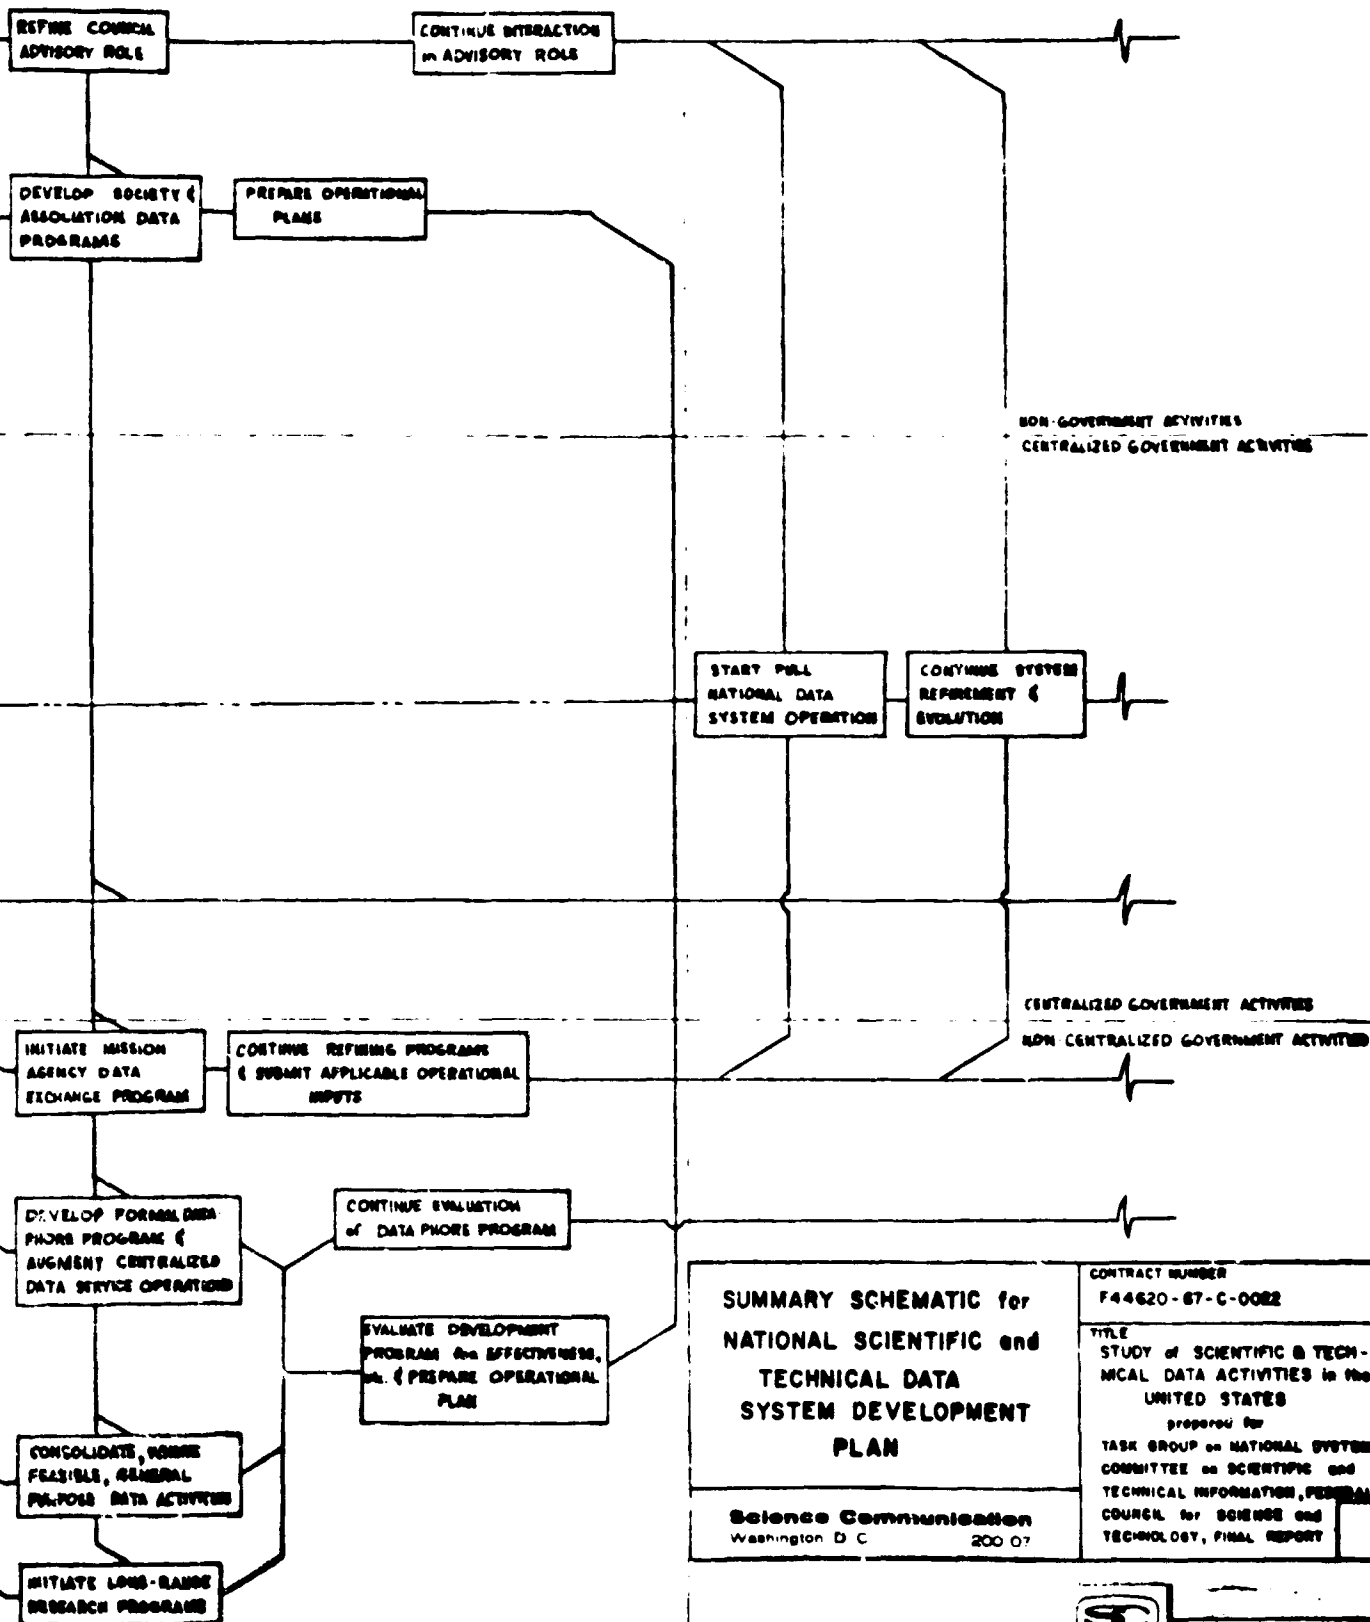 REFINE COUNCIL
ADVISORY ROLE
CONTINUE INTERACTION
in ADVISORY ROLE
DEVELOP SOCIETY &
ASSOCIATION DATA
PROGRAMS
PREPARE OPERATIONAL
PLANS
NON-GOVERNMENT ACTIVITIES
CENTRALIZED GOVERNMENT ACTIVITIES
START FULL
NATIONAL DATA
SYSTEM OPERATION
CONTINUE SYSTEM
REFINEMENT &
EVOLUTION
CENTRALIZED GOVERNMENT ACTIVITIES
NON-CENTRALIZED GOVERNMENT ACTIVITIES
INITIATE MISSION
AGENCY DATA
EXCHANGE PROGRAM
CONTINUE REFINING PROGRAMS
& SUBMIT APPLICABLE OPERATIONAL
INPUTS
DEVELOP FORMAL DATA
PHORE PROGRAM &
AUGMENT CENTRALIZED
DATA SERVICE OPERATIONS
CONTINUE EVALUATION
of DATA PHORE PROGRAM
EVALUATE DEVELOPMENT
PROGRAM for EFFECTIVENESS,
etc. & PREPARE OPERATIONAL
PLAN
CONSOLIDATE, WHERE
FEASIBLE, GENERAL
PURPOSE DATA ACTIVITIES
INITIATE LONG-RANGE
RESEARCH PROGRAMS
SUMMARY SCHEMATIC for
NATIONAL SCIENTIFIC and
TECHNICAL DATA
SYSTEM DEVELOPMENT
PLAN
Science Communication
Washington D C 20007
CONTRACT NUMBER
F44620-67-C-0022
TITLE
STUDY of SCIENTIFIC & TECH-
NICAL DATA ACTIVITIES in the
UNITED STATES
prepared for
TASK GROUP on NATIONAL SYSTEM
COMMITTEE on SCIENTIFIC and
TECHNICAL INFORMATION, FEDERAL
COUNCIL for SCIENCE and
TECHNOLOGY, FINAL REPORT
SC